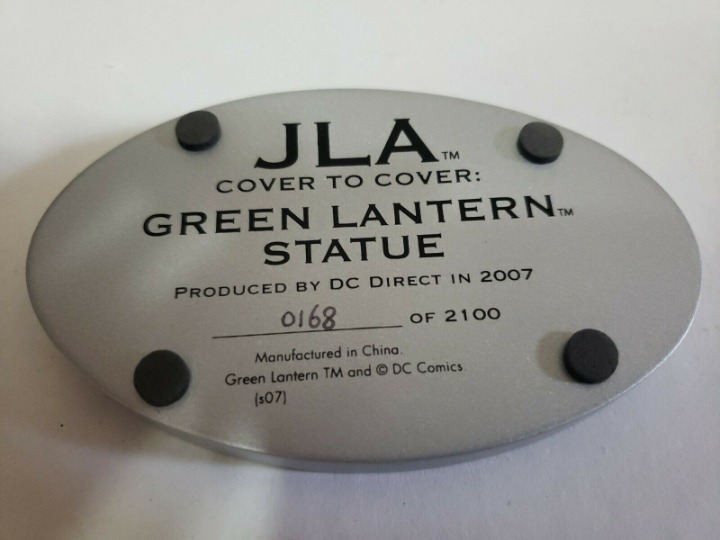 JLA™
COVER TO COVER:
GREEN LANTERN™
STATUE
PRODUCED BY DC DIRECT IN 2007
0168 OF 2100
Manufactured in China.
Green Lantern TM and © DC Comics.
(s07)